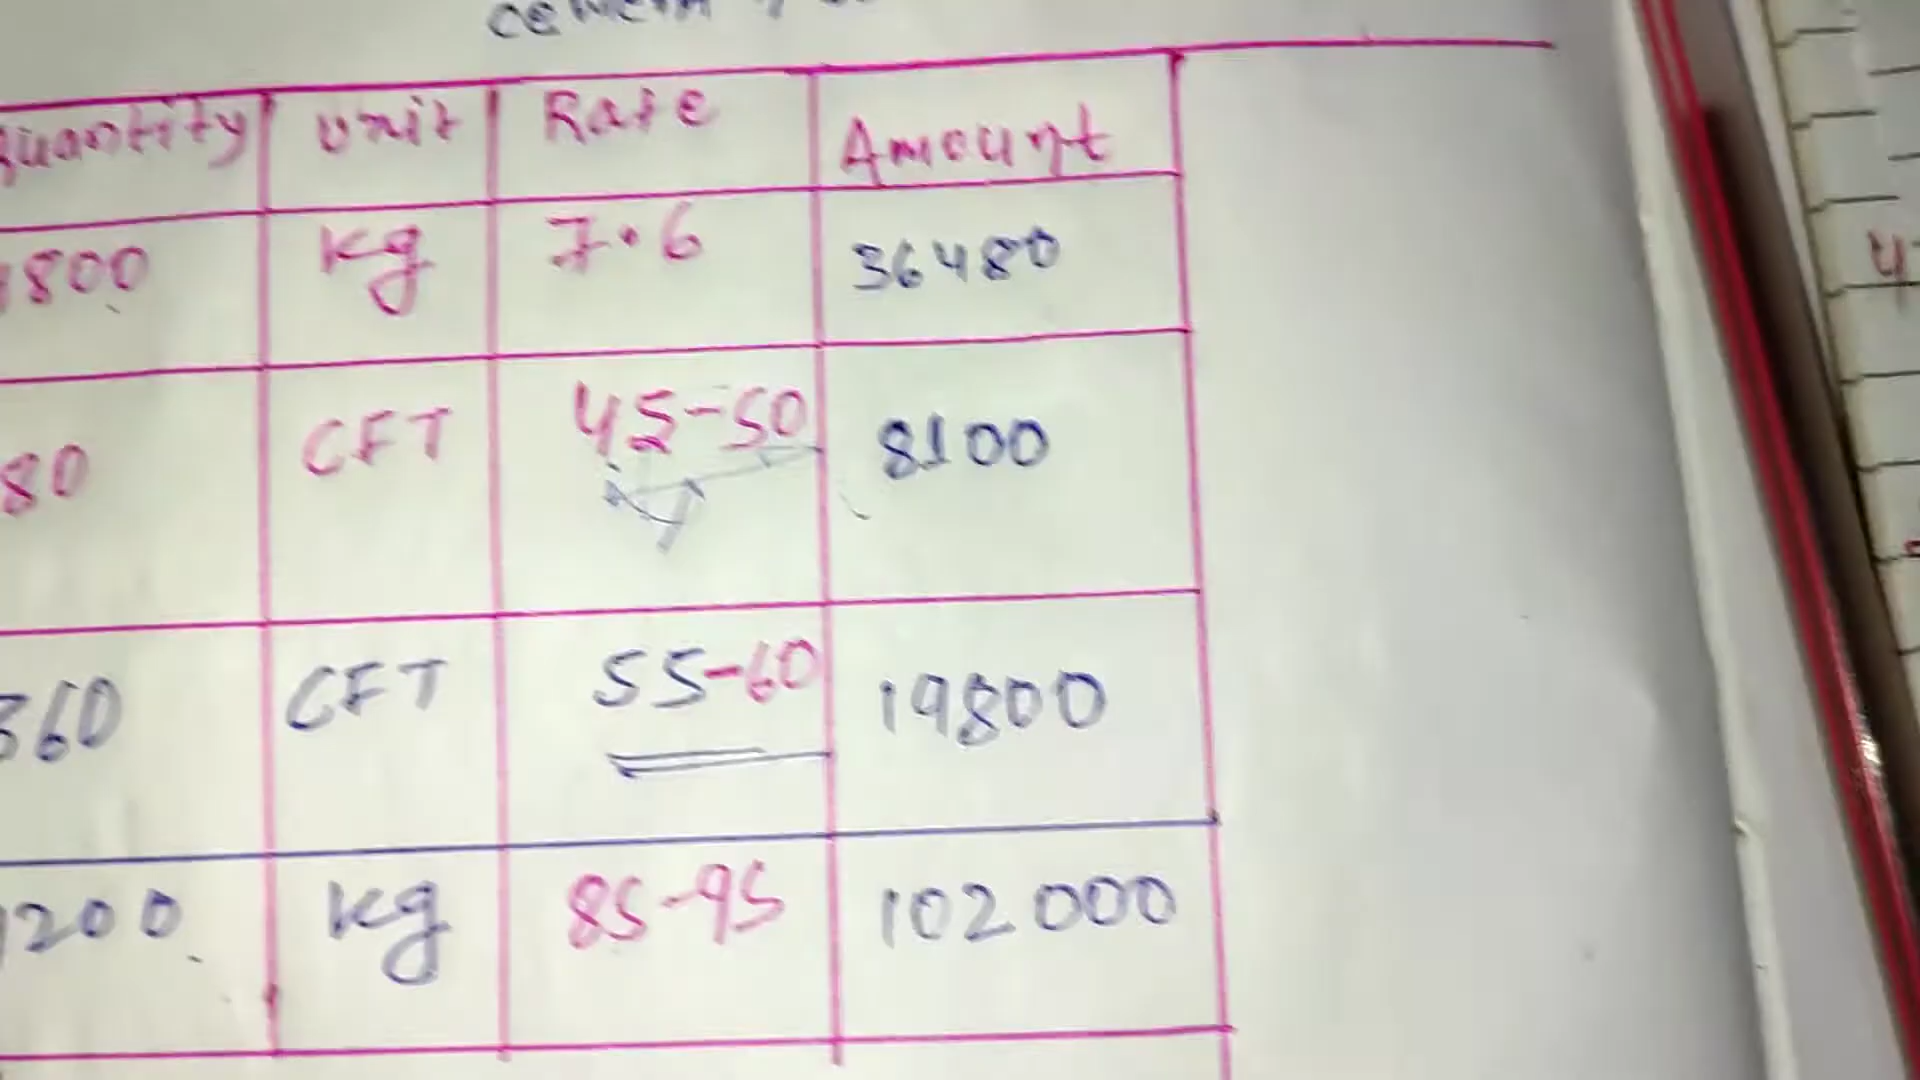 Quantity Unit Rate Amount
800 kg 7.6 36480
80 CFT 45-50 8100
360 CFT 55-60 19800
1200 kg 85-95 102000